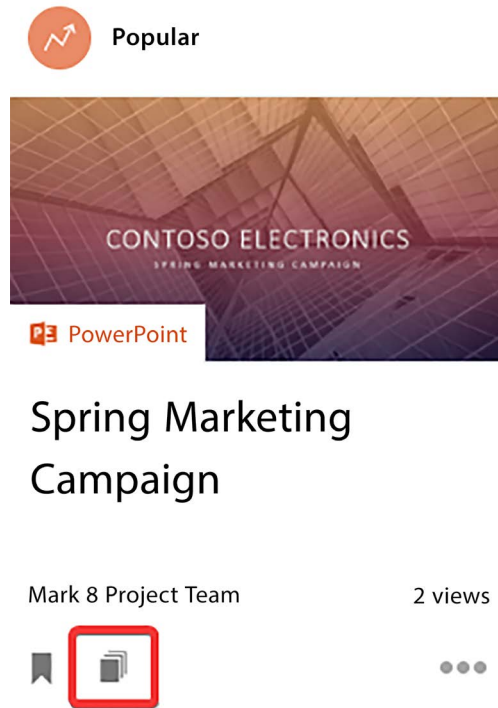 Popular
CONTOSO ELECTRONICS
SPRING MARKETING CAMPAIGN
PowerPoint
Spring Marketing
Campaign
Mark 8 Project Team
2 views